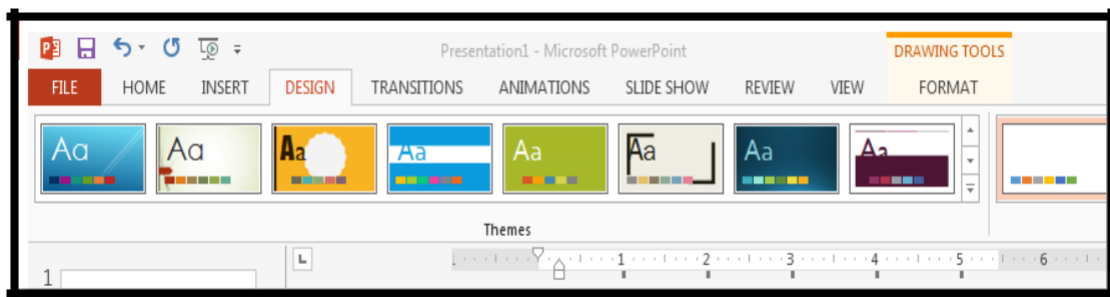 Presentation1 - Microsoft PowerPoint DRAWING TOOLS
FILE HOME INSERT DESIGN TRANSITIONS ANIMATIONS SLIDE SHOW REVIEW VIEW FORMAT
Aa Aa Aa Aa Aa Aa Aa Aa
Themes
L 1 2 3 4 5 6
1